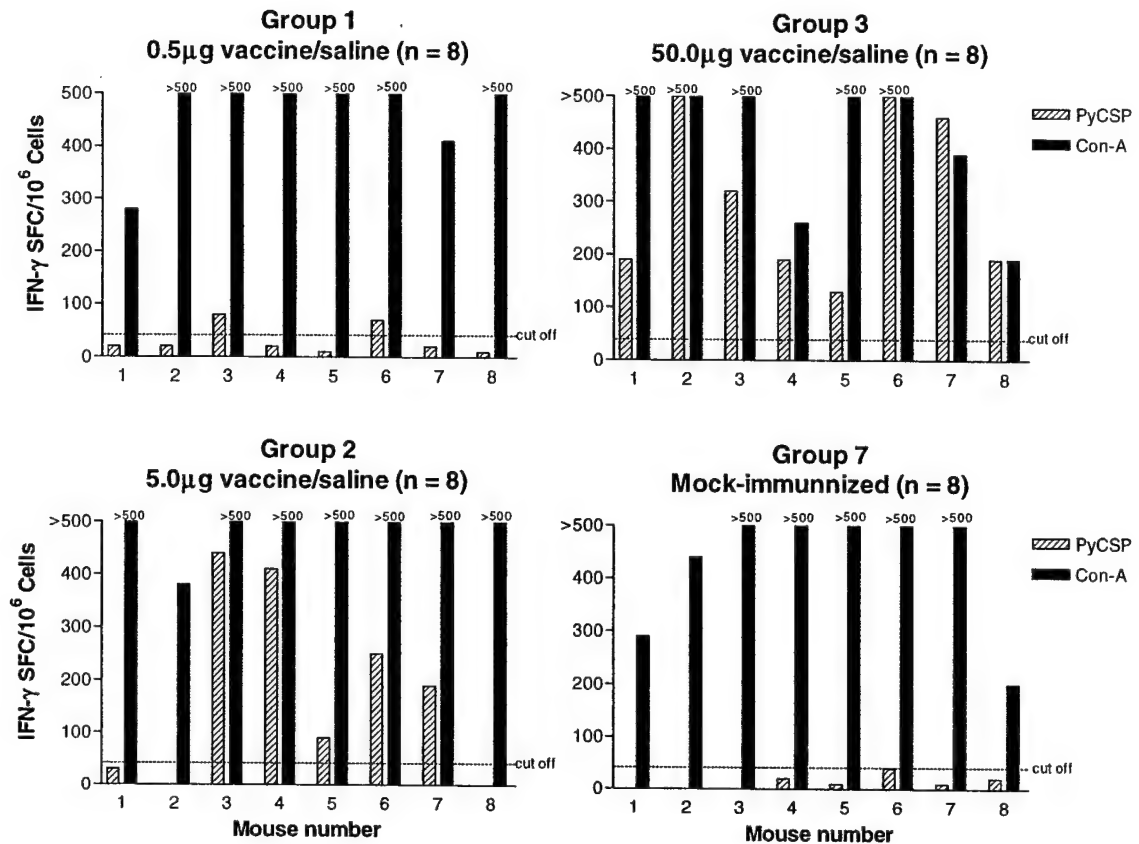 Group 1
0.5µg vaccine/saline (n = 8)
>500 >500 >500 >500 >500 >500
500
400
300
200
100
0
IFN-γ SFC/10⁶ Cells
cut off
1 2 3 4 5 6 7 8
Group 3
50.0µg vaccine/saline (n = 8)
>500 >500 >500 >500 >500
>500
400
300
200
100
0
cut off
1 2 3 4 5 6 7 8
PyCSP
Con-A
Group 2
5.0µg vaccine/saline (n = 8)
>500 >500 >500 >500 >500 >500 >500
>500
400
300
200
100
0
IFN-γ SFC/10⁶ Cells
cut off
1 2 3 4 5 6 7 8
Mouse number
Group 7
Mock-immunnized (n = 8)
>500 >500 >500 >500 >500
>500
400
300
200
100
0
cut off
1 2 3 4 5 6 7 8
Mouse number
PyCSP
Con-A